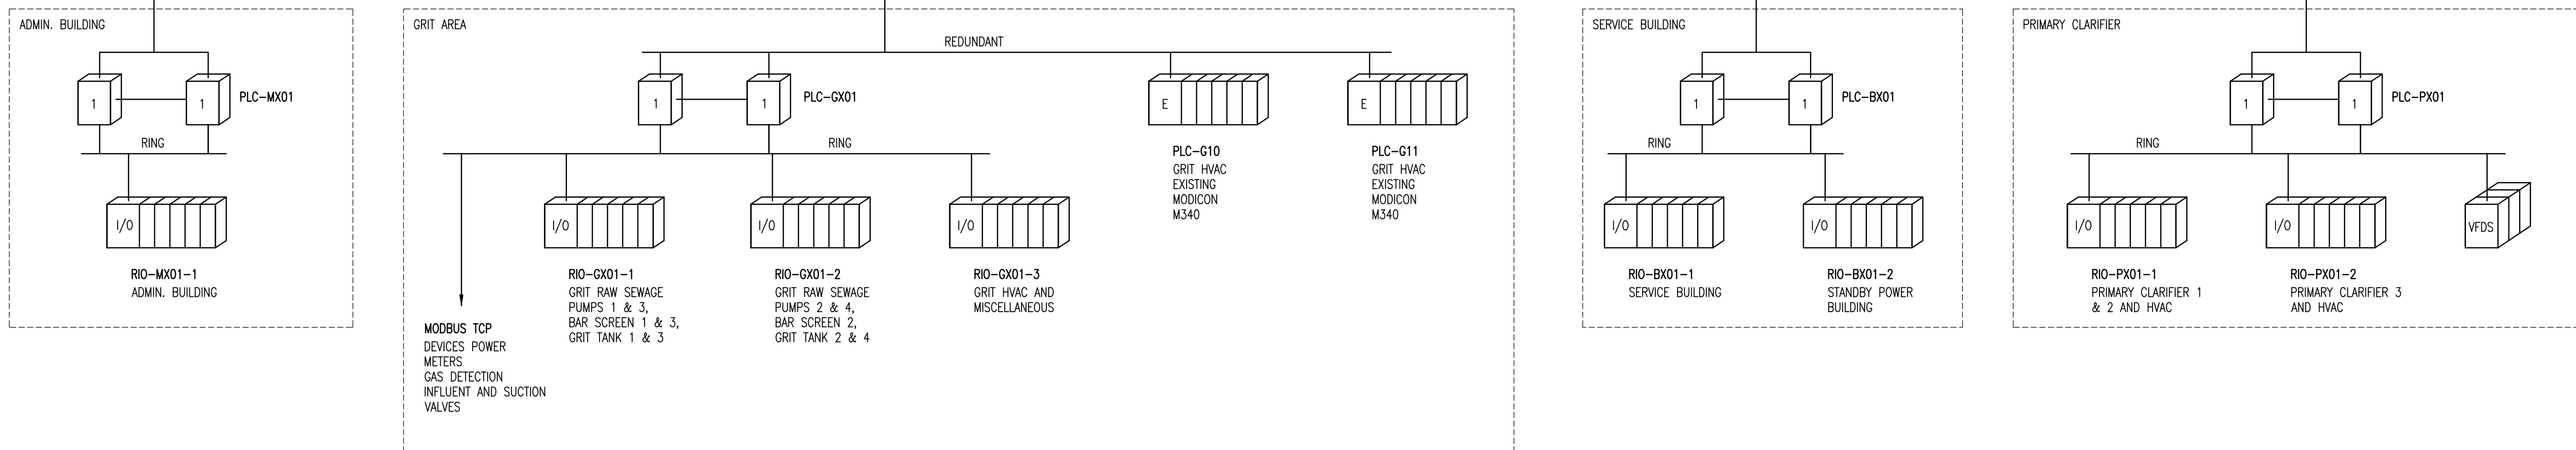 ADMIN. BUILDING
1
1
PLC-MX01
RING
I/O
RIO-MX01-1
ADMIN. BUILDING
GRIT AREA
REDUNDANT
1
1
PLC-GX01
RING
E
PLC-G10
GRIT HVAC
EXISTING
MODICON
M340
E
PLC-G11
GRIT HVAC
EXISTING
MODICON
M340
MODBUS TCP
DEVICES POWER
METERS
GAS DETECTION
INFLUENT AND SUCTION
VALVES
I/O
RIO-GX01-1
GRIT RAW SEWAGE
PUMPS 1 & 3,
BAR SCREEN 1 & 3,
GRIT TANK 1 & 3
I/O
RIO-GX01-2
GRIT RAW SEWAGE
PUMPS 2 & 4,
BAR SCREEN 2,
GRIT TANK 2 & 4
I/O
RIO-GX01-3
GRIT HVAC AND
MISCELLANEOUS
SERVICE BUILDING
1
1
PLC-BX01
RING
I/O
RIO-BX01-1
SERVICE BUILDING
I/O
RIO-BX01-2
STANDBY POWER
BUILDING
PRIMARY CLARIFIER
1
1
PLC-PX01
RING
I/O
RIO-PX01-1
PRIMARY CLARIFIER 1
& 2 AND HVAC
I/O
RIO-PX01-2
PRIMARY CLARIFIER 3
AND HVAC
VFDS